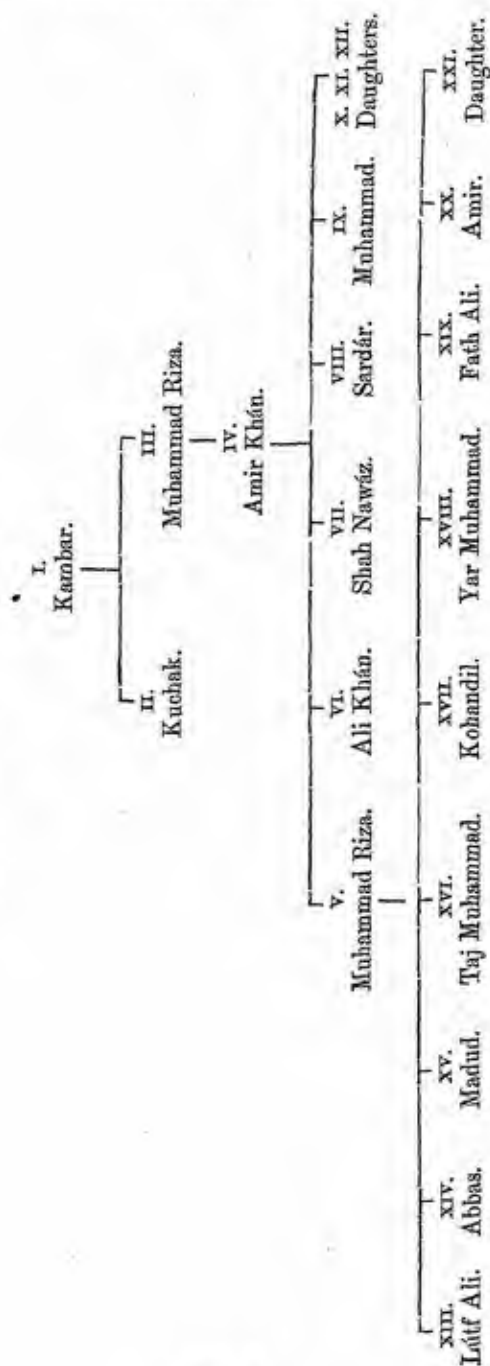 I.
Kambar.
II. III.
Kuchak. Muhammad Riza.
IV.
Amir Khán.
V. VI. VII. VIII. IX. X. XI. XII.
Muhammad Riza. Ali Khán. Shah Nawáz. Sardár. Muhammad. Daughters.
XIII. XIV. XV. XVI. XVII. XVIII. XIX. XX. XXI.
Lútf Ali. Abbas. Madud. Taj Muhammad. Kohandil. Yar Muhammad. Fath Ali. Amir. Daughter.